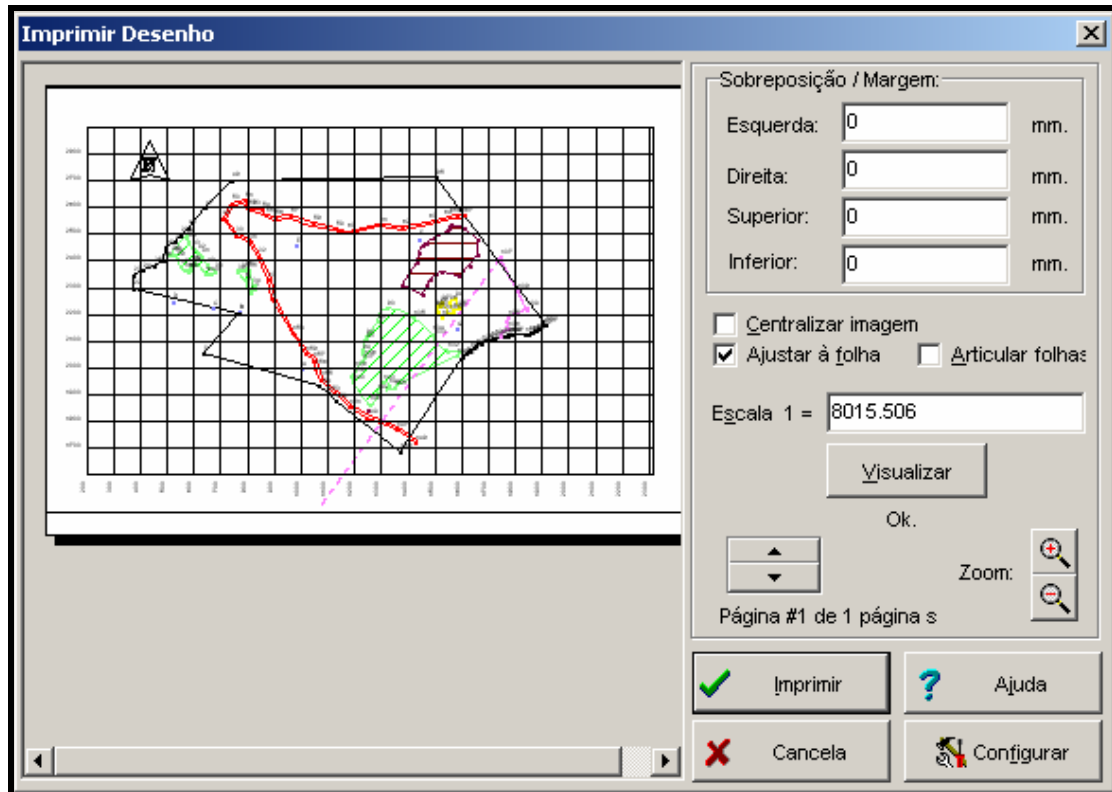 Imprimir Desenho
Sobreposição / Margem:
Esquerda: 0 mm.
Direita: 0 mm.
Superior: 0 mm.
Inferior: 0 mm.
Centralizar imagem
Ajustar à folha Articular folhas
Escala 1 = 8015.506
Visualizar
Ok.
Zoom:
Página #1 de 1 página s
Imprimir
Ajuda
Cancela
Configurar